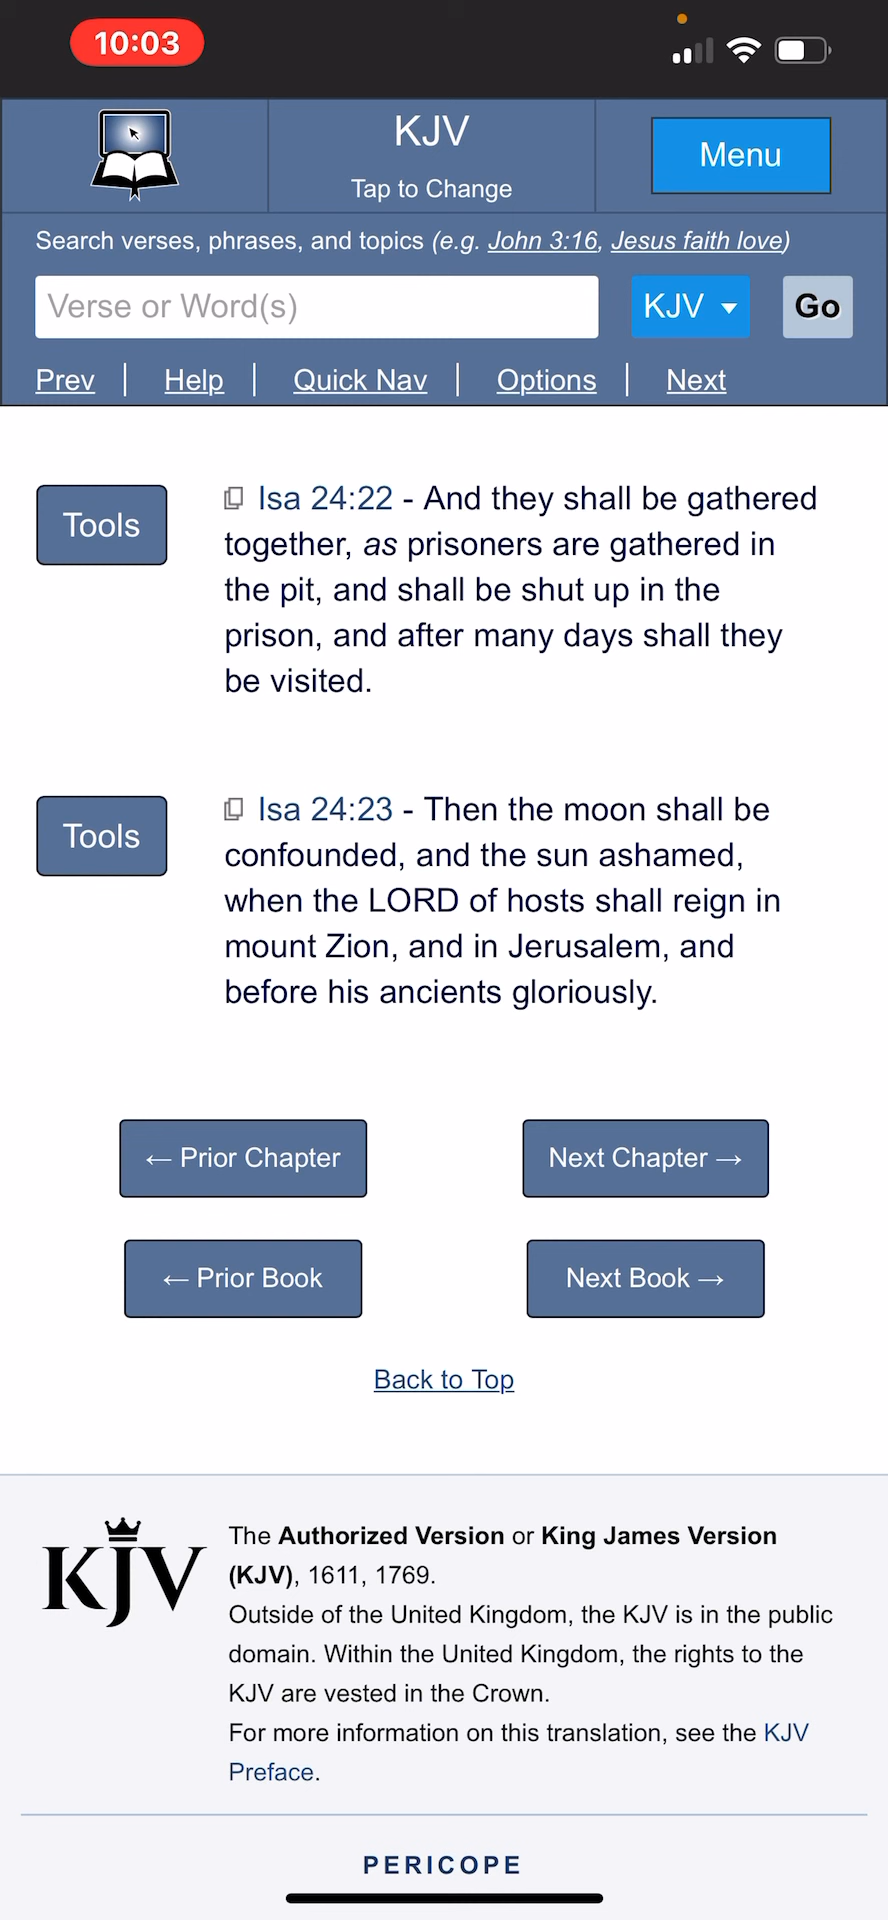 10:03
KJV
Tap to Change
Menu
Search verses, phrases, and topics (e.g. John 3:16, Jesus faith love)
Verse or Word(s)
KJV
Go
Prev | Help | Quick Nav | Options | Next
Tools
Isa 24:22 - And they shall be gathered
together, as prisoners are gathered in
the pit, and shall be shut up in the
prison, and after many days shall they
be visited.
Tools
Isa 24:23 - Then the moon shall be
confounded, and the sun ashamed,
when the LORD of hosts shall reign in
mount Zion, and in Jerusalem, and
before his ancients gloriously.
← Prior Chapter
Next Chapter →
← Prior Book
Next Book →
Back to Top
KJV
The Authorized Version or King James Version
(KJV), 1611, 1769.
Outside of the United Kingdom, the KJV is in the public
domain. Within the United Kingdom, the rights to the
KJV are vested in the Crown.
For more information on this translation, see the KJV
Preface.
PERICOPE